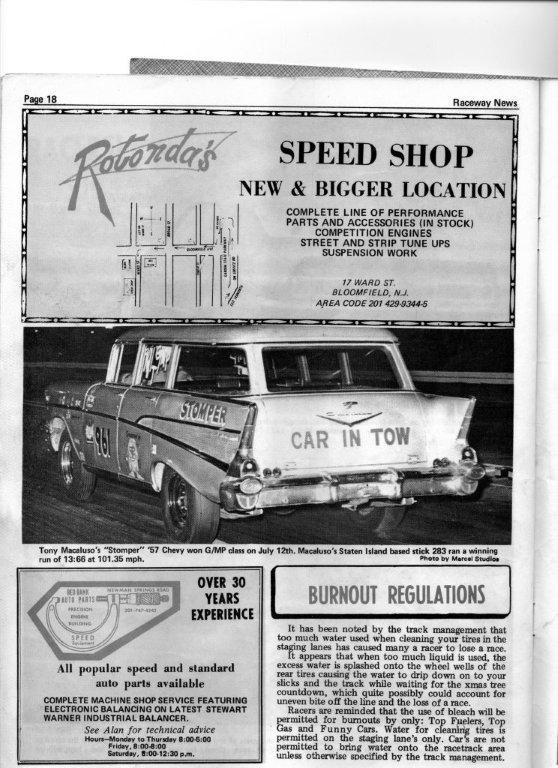 Page 18
Raceway News
Rotonda's
SPEED SHOP
NEW & BIGGER LOCATION
COMPLETE LINE OF PERFORMANCE
PARTS AND ACCESSORIES (IN STOCK)
COMPETITION ENGINES
STREET AND STRIP TUNE UPS
SUSPENSION WORK
17 WARD ST.
BLOOMFIELD, N.J.
AREA CODE 201 429-9344-5
STOMPER
CAR IN TOW
Tony Macaluso's "Stomper" '57 Chevy won G/MP class on July 12th. Macaluso's Staten Island based stick 283 ran a winning
run of 13:66 at 101.35 mph.
Photo by Marcel Studios
RED BANK
AUTO PARTS
NEWMAN SPRINGS ROAD
PRECISION
ENGINE
BUILDING
SPEED
Equipment
OVER 30
YEARS
EXPERIENCE
All popular speed and standard
auto parts available
COMPLETE MACHINE SHOP SERVICE FEATURING
ELECTRONIC BALANCING ON LATEST STEWART
WARNER INDUSTRIAL BALANCER.
See Alan for technical advice
Hours—Monday to Thursday 8:00-6:00
Friday, 8:00-8:00
Saturday, 8:00-12:30 p.m.
BURNOUT REGULATIONS
It has been noted by the track management that
too much water used when cleaning your tires in the
staging lanes has caused many a racer to lose a race.
It appears that when too much liquid is used, the
excess water is splashed onto the wheel wells of the
rear tires causing the water to drip down on to your
slicks and the track while waiting for the xmas tree
countdown, which quite possibly could account for
uneven bite off the line and the loss of a race.
Racers are reminded that the use of bleach will be
permitted for burnouts by only: Top Fuelers, Top
Gas and Funny Cars. Water for cleaning tires is
permitted on the staging lane's only. Car's are not
permitted to bring water onto the racetrack area
unless otherwise specified by the track management.